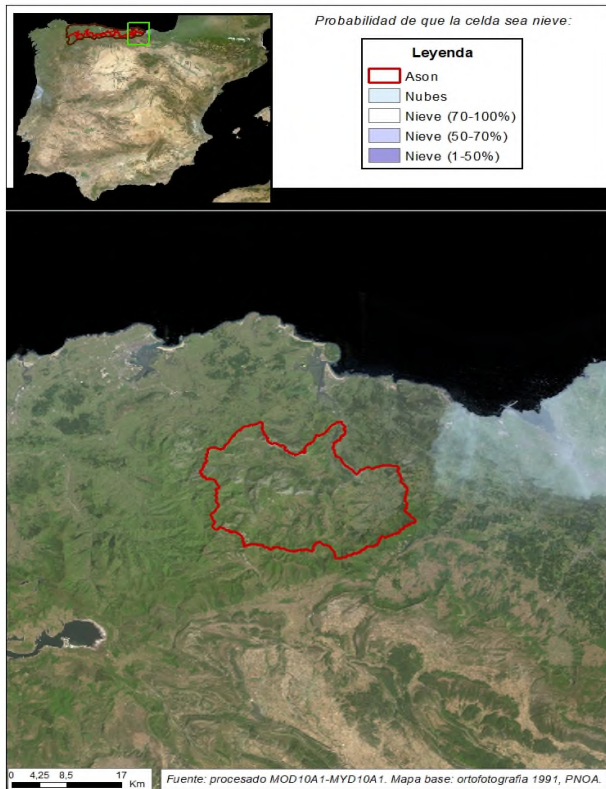 Probabilidad de que la celda sea nieve:
Leyenda
Ason
Nubes
Nieve (70-100%)
Nieve (50-70%)
Nieve (1-50%)
0 4,25 8,5 17
Km
Fuente: procesado MOD10A1-MYD10A1. Mapa base: ortofotografia 1991, PNOA.